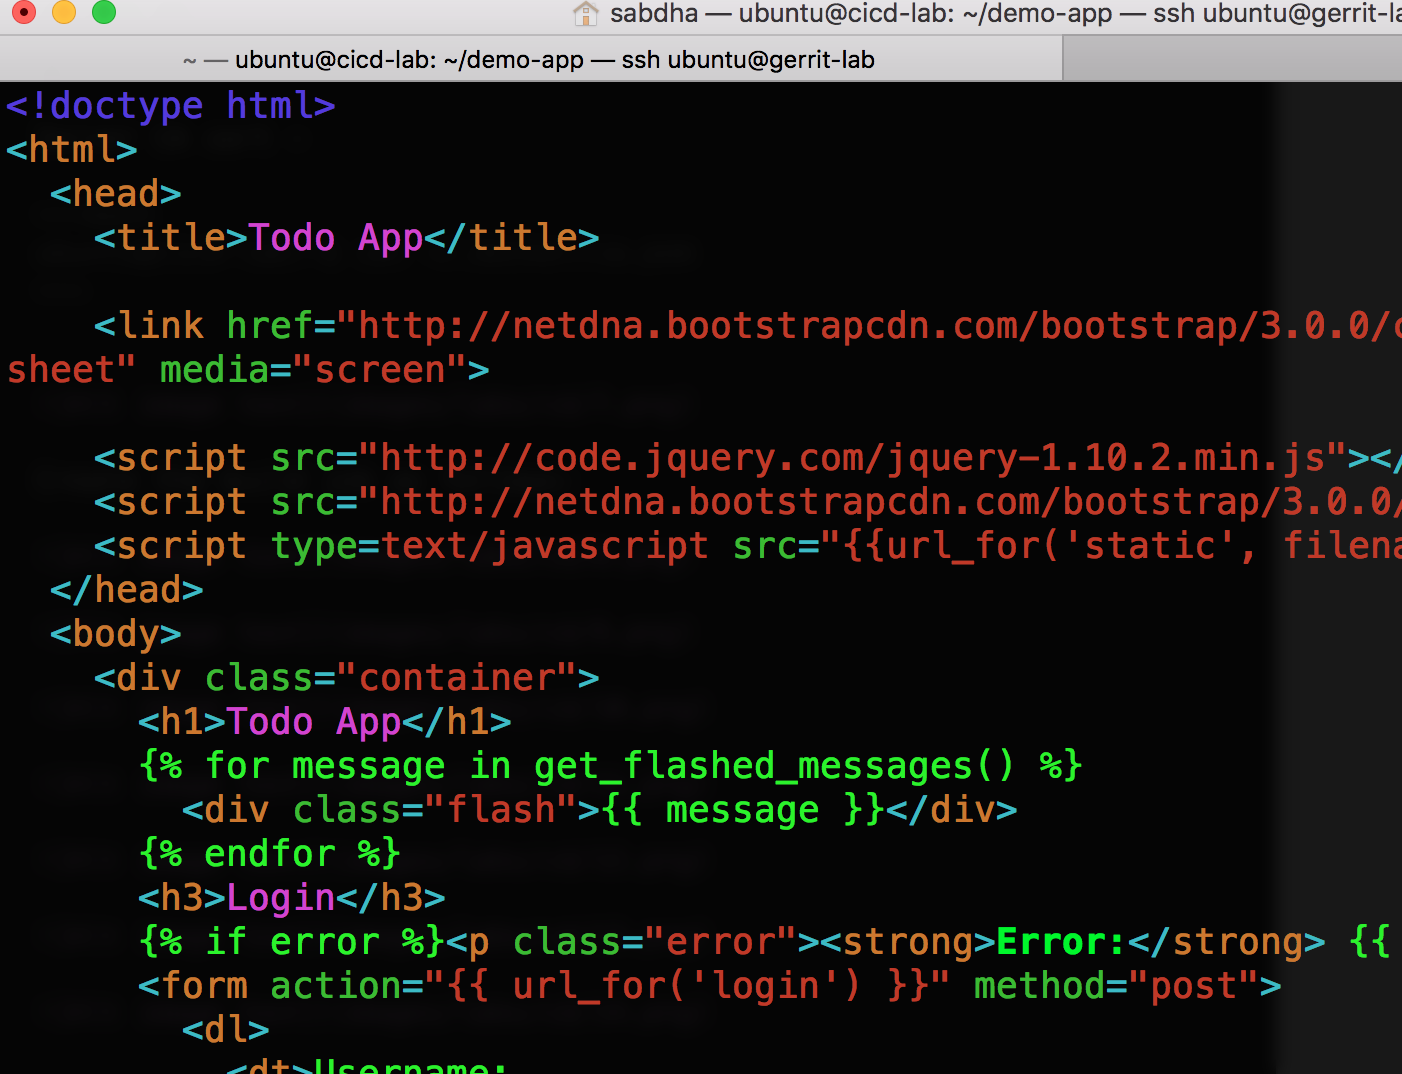 sabdha — ubuntu@cicd-lab: ~/demo-app — ssh ubuntu@gerrit-la
~ — ubuntu@cicd-lab: ~/demo-app — ssh ubuntu@gerrit-lab
<!doctype html>
<html>
  <head>
    <title>Todo App</title>

    <link href="http://netdna.bootstrapcdn.com/bootstrap/3.0.0/c
sheet" media="screen">

    <script src="http://code.jquery.com/jquery-1.10.2.min.js"></
    <script src="http://netdna.bootstrapcdn.com/bootstrap/3.0.0/
    <script type=text/javascript src="{{url_for('static', filena
  </head>
  <body>
    <div class="container">
      <h1>Todo App</h1>
      {% for message in get_flashed_messages() %}
        <div class="flash">{{ message }}</div>
      {% endfor %}
      <h3>Login</h3>
      {% if error %}<p class="error"><strong>Error:</strong> {{
      <form action="{{ url_for('login') }}" method="post">
        <dl>
          <dt>Username: